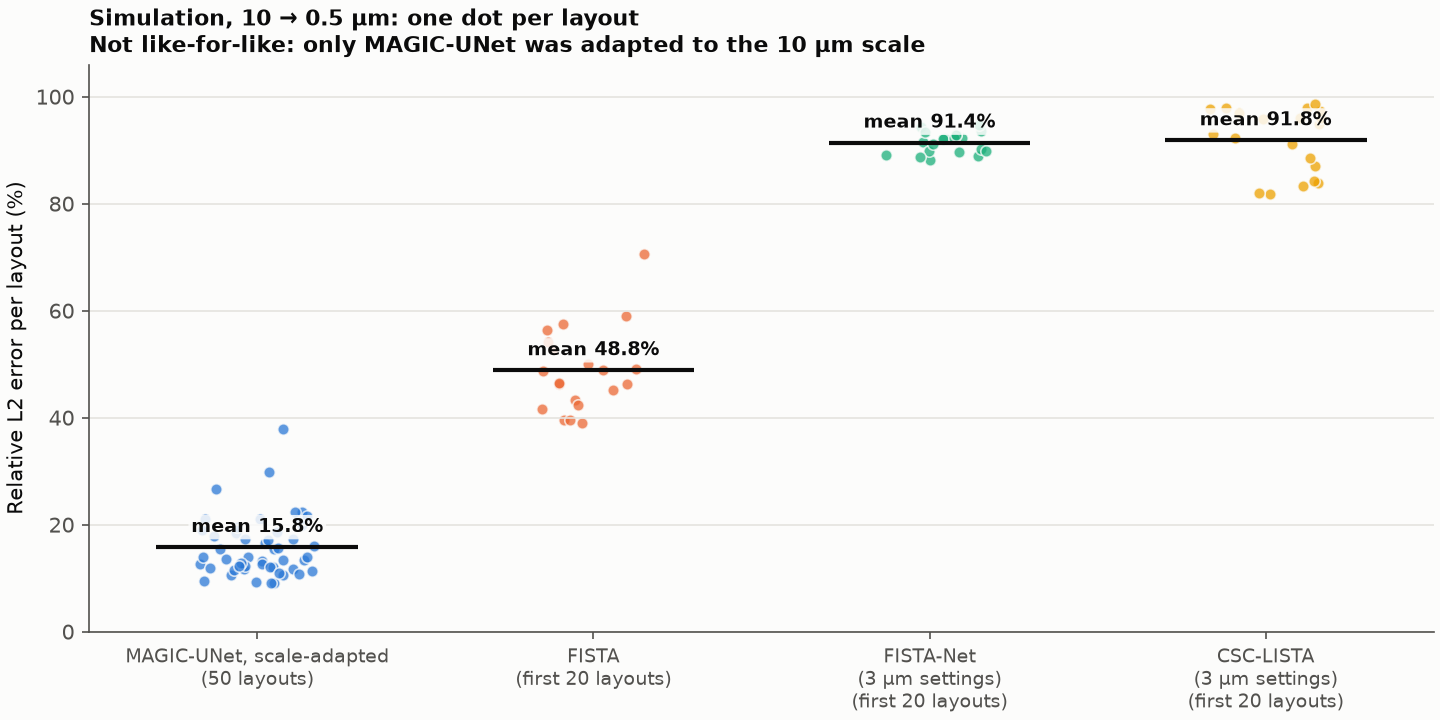 Simulation, 10 → 0.5 µm: one dot per layout
Not like-for-like: only MAGIC-UNet was adapted to the 10 µm scale
Relative L2 error per layout (%)
100
80
60
40
20
0
mean 15.8%
mean 48.8%
mean 91.4%
mean 91.8%
MAGIC-UNet, scale-adapted
(50 layouts)
FISTA
(first 20 layouts)
FISTA-Net
(3 µm settings)
(first 20 layouts)
CSC-LISTA
(3 µm settings)
(first 20 layouts)